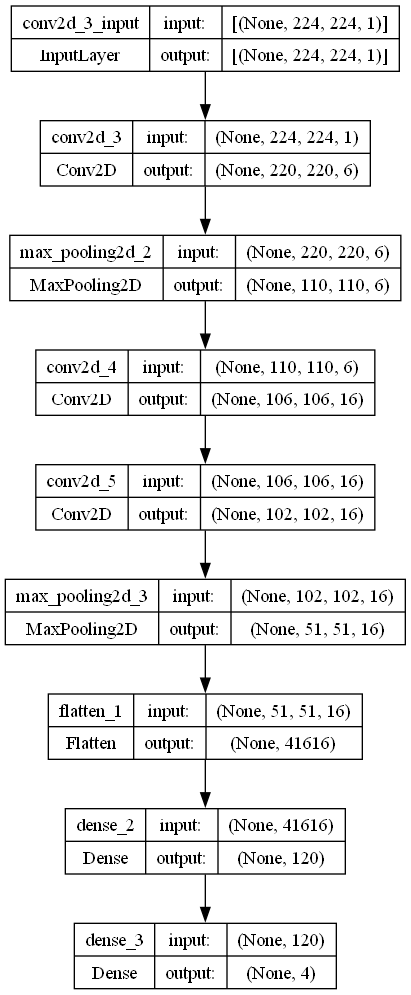 conv2d_3_input input: [(None, 224, 224, 1)]
InputLayer output: [(None, 224, 224, 1)]
conv2d_3 input: (None, 224, 224, 1)
Conv2D output: (None, 220, 220, 6)
max_pooling2d_2 input: (None, 220, 220, 6)
MaxPooling2D output: (None, 110, 110, 6)
conv2d_4 input: (None, 110, 110, 6)
Conv2D output: (None, 106, 106, 16)
conv2d_5 input: (None, 106, 106, 16)
Conv2D output: (None, 102, 102, 16)
max_pooling2d_3 input: (None, 102, 102, 16)
MaxPooling2D output: (None, 51, 51, 16)
flatten_1 input: (None, 51, 51, 16)
Flatten output: (None, 41616)
dense_2 input: (None, 41616)
Dense output: (None, 120)
dense_3 input: (None, 120)
Dense output: (None, 4)